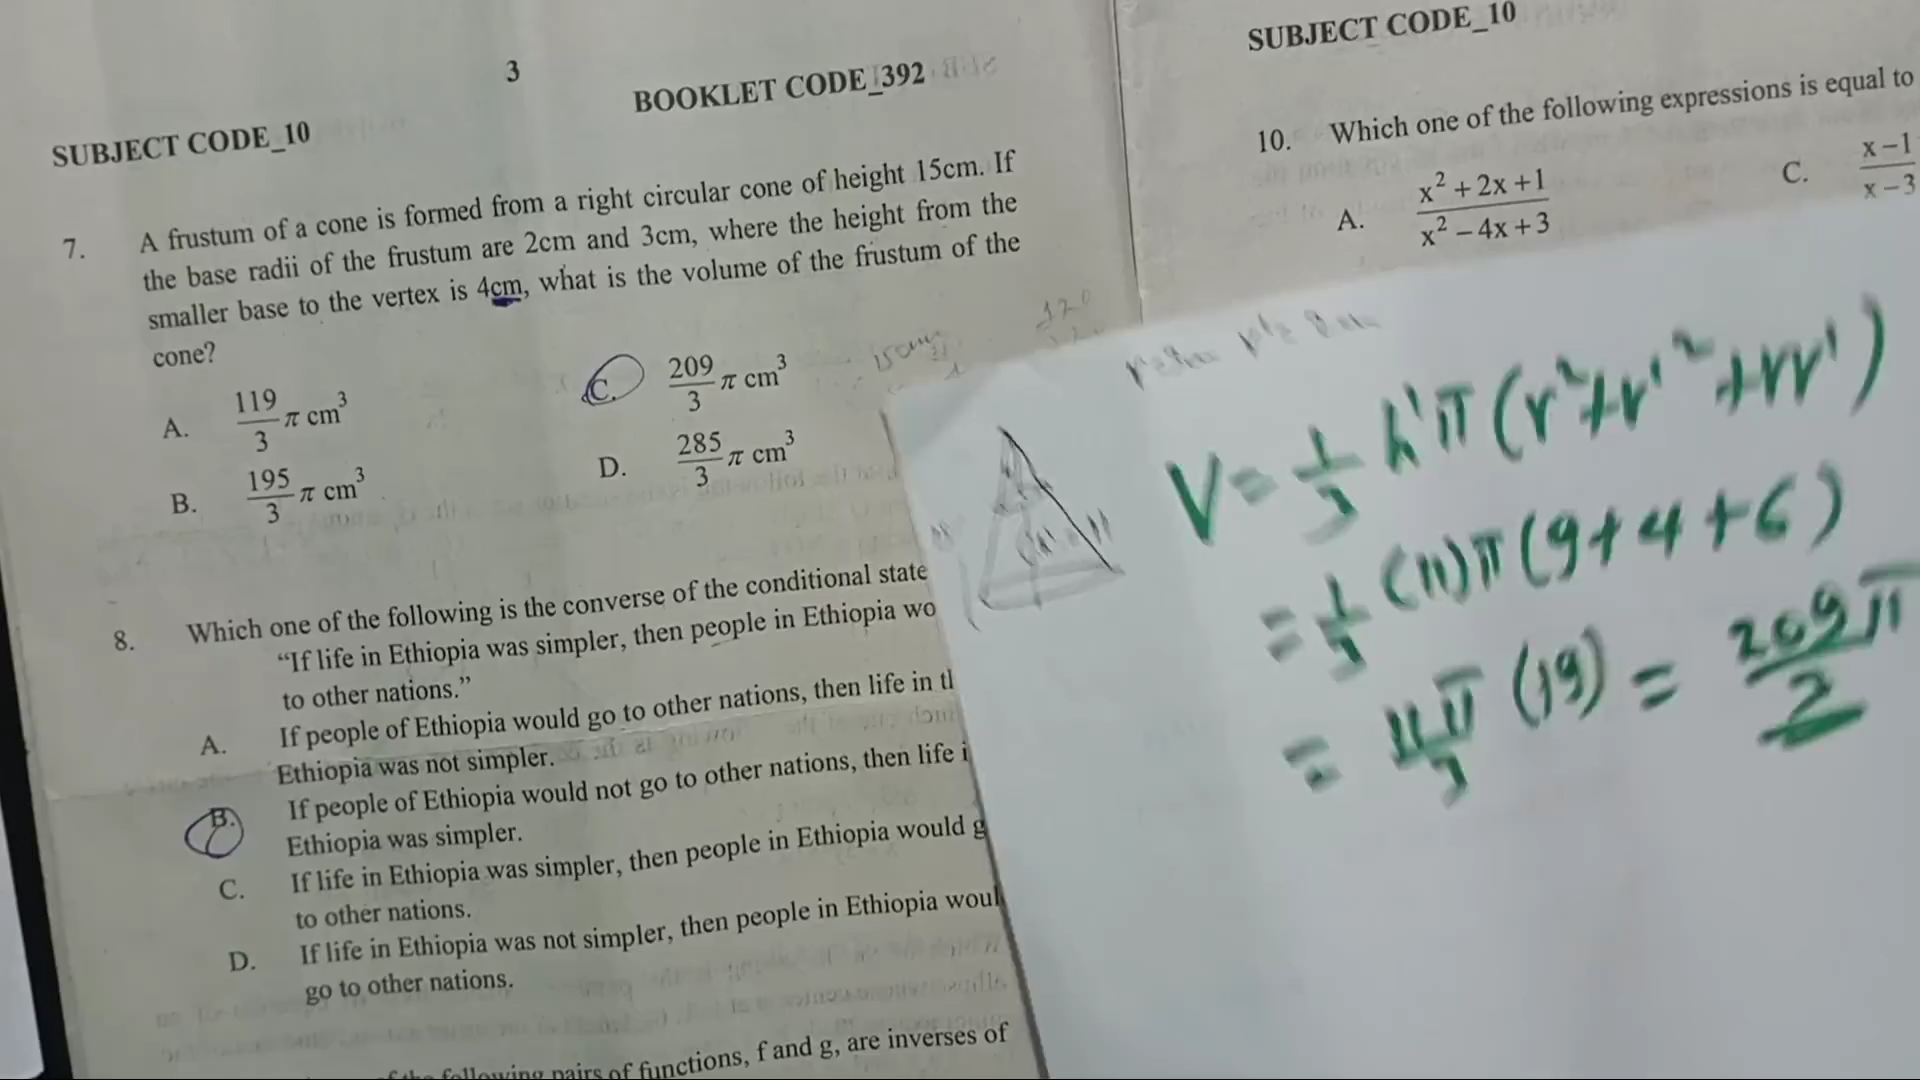 3
BOOKLET CODE_392
SUBJECT CODE_10
7. A frustum of a cone is formed from a right circular cone of height 15cm. If
the base radii of the frustum are 2cm and 3cm, where the height from the
smaller base to the vertex is 4cm, what is the volume of the frustum of the
cone?
A. 119/3 π cm³
B. 195/3 π cm³
C. 209/3 π cm³
D. 285/3 π cm³
15cm
8. Which one of the following is the converse of the conditional state
“If life in Ethiopia was simpler, then people in Ethiopia wo
to other nations.”
A. If people of Ethiopia would go to other nations, then life in tl
Ethiopia was not simpler.
B. If people of Ethiopia would not go to other nations, then life i
Ethiopia was simpler.
C. If life in Ethiopia was simpler, then people in Ethiopia would g
to other nations.
D. If life in Ethiopia was not simpler, then people in Ethiopia woul
go to other nations.
following pairs of functions, f and g, are inverses of
SUBJECT CODE_10
10. Which one of the following expressions is equal to
A. x² + 2x + 1 / x² – 4x + 3
C. x – 1 / x – 3
V = 1/3 h'π (r² + r'² + rr')
= 1/3 (11)π (9 + 4 + 6)
= 11π/3 (19) = 209π/2